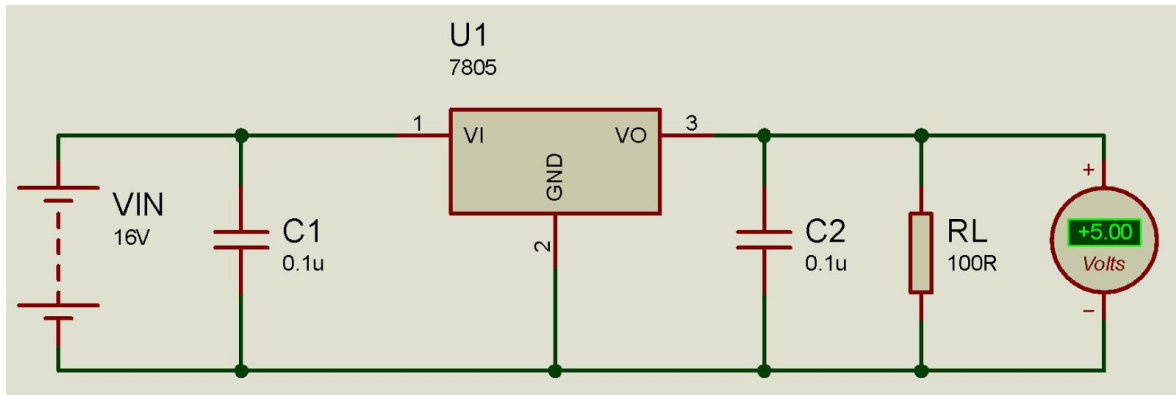 U1
7805
1
VI
VO
3
GND
2
VIN
16V
C1
0.1u
C2
0.1u
RL
100R
+
+5.00
Volts
−